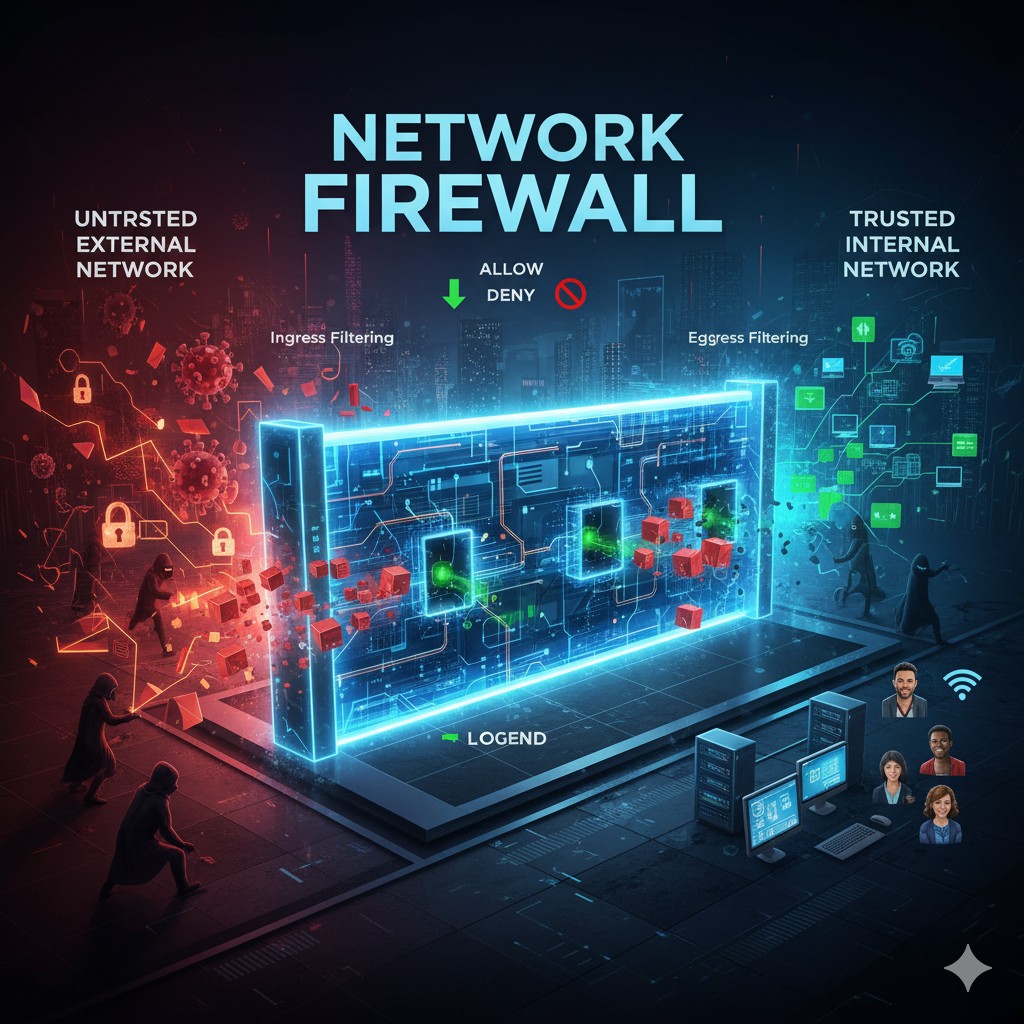 NETWORK
FIREWALL
UNTRSTED
EXTERNAL
NETWORK
TRUSTED
INTERNAL
NETWORK
ALLOW
DENY
Ingress Filtering
Eggress Filtering
LOGEND